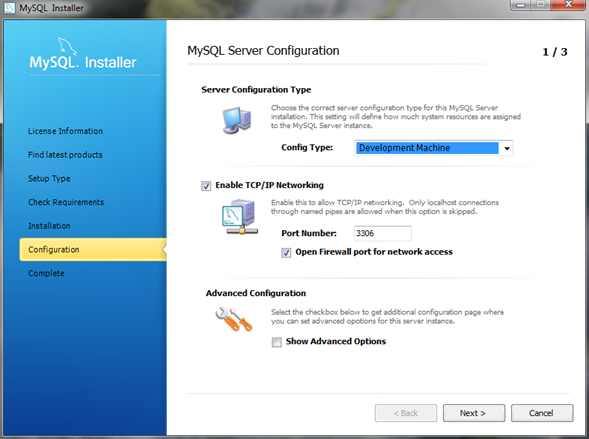 MySQL Installer
MySQL. Installer
License Information
Find latest products
Setup Type
Check Requirements
Installation
Configuration
Complete
MySQL Server Configuration
1 / 3
Server Configuration Type
Choose the correct server configuration type for this MySQL Server
installation. This setting will define how much system resources are assigned
to the MySQL Server instance.
Config Type:
Development Machine
Enable TCP/IP Networking
Enable this to allow TCP/IP networking. Only localhost connections
through named pipes are allowed when this option is skipped.
Port Number:
3306
Open Firewall port for network access
Advanced Configuration
Select the checkbox below to get additional configuration page where
you can set advanced options for this server instance.
Show Advanced Options
< Back
Next >
Cancel